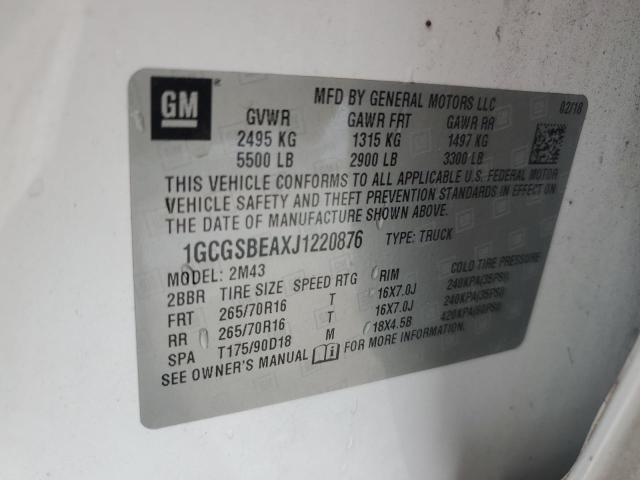 GM
MFD BY GENERAL MOTORS LLC 02/18
GVWR GAWR FRT GAWR RR
2495 KG 1315 KG 1497 KG
5500 LB 2900 LB 3300 LB
THIS VEHICLE CONFORMS TO ALL APPLICABLE U.S. FEDERAL MOTOR
VEHICLE SAFETY AND THEFT PREVENTION STANDARDS IN EFFECT ON
THE DATE OF MANUFACTURE SHOWN ABOVE.
1GCGSBEAXJ1220876 TYPE: TRUCK
MODEL: 2M43
2BBR TIRE SIZE SPEED RTG RIM COLD TIRE PRESSURE
FRT 265/70R16 T 16X7.0J 240KPA(35PSI)
RR 265/70R16 T 16X7.0J 240KPA(35PSI)
SPA T175/90D18 M 18X4.5B 420KPA(60PSI)
SEE OWNER'S MANUAL FOR MORE INFORMATION.